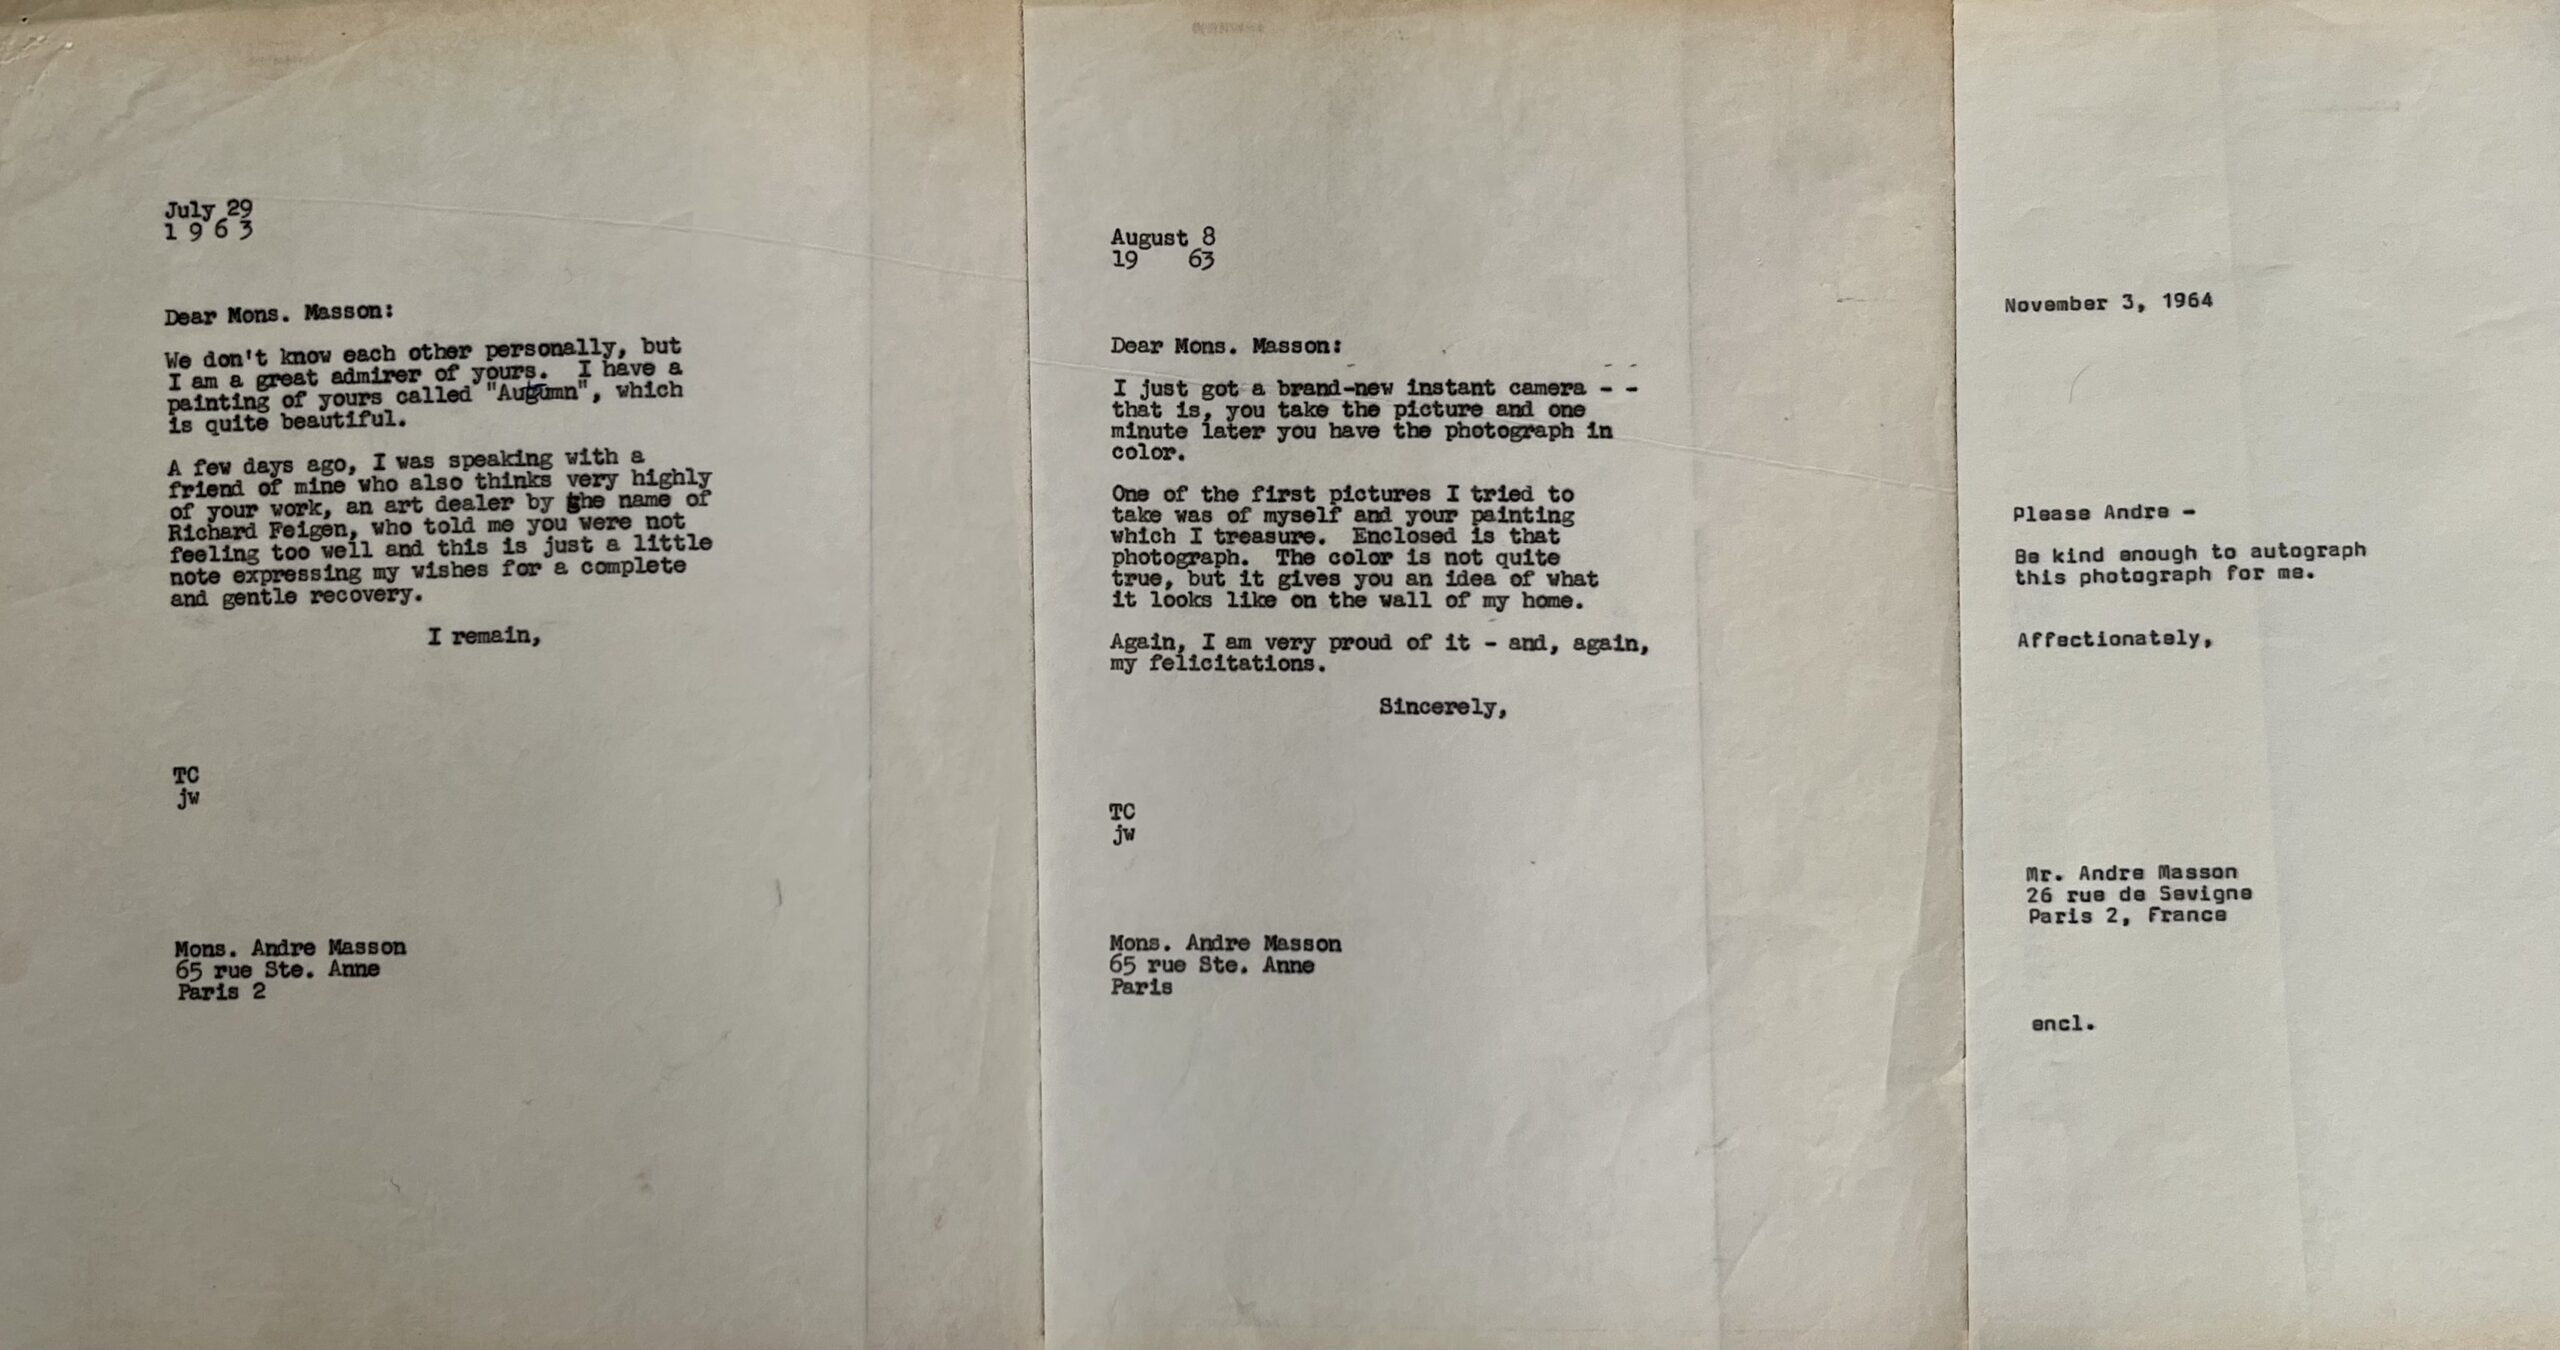 July 29
1 9 6 3
Dear Mons. Masson:
We don't know each other personally, but
I am a great admirer of yours.  I have a
painting of yours called "Autumn", which
is quite beautiful.
A few days ago, I was speaking with a
friend of mine who also thinks very highly
of your work, an art dealer by the name of
Richard Feigen, who told me you were not
feeling too well and this is just a little
note expressing my wishes for a complete
and gentle recovery.
I remain,
TC
jw
Mons. Andre Masson
65 rue Ste. Anne
Paris 2
August 8
19    63
Dear Mons. Masson:
I just got a brand-new instant camera - -
that is, you take the picture and one
minute later you have the photograph in
color.
One of the first pictures I tried to
take was of myself and your painting
which I treasure.  Enclosed is that
photograph.  The color is not quite
true, but it gives you an idea of what
it looks like on the wall of my home.
Again, I am very proud of it - and, again,
my felicitations.
Sincerely,
TC
jw
Mons. Andre Masson
65 rue Ste. Anne
Paris
November 3, 1964
Please Andre -
Be kind enough to autograph
this photograph for me.
Affectionately,
Mr. Andre Masson
26 rue de Sevigne
Paris 2, France
encl.